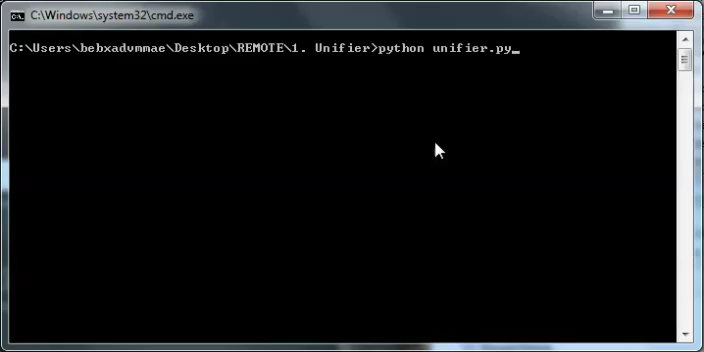 C:\Windows\system32\cmd.exe
C:\Users\bebxadvmmae\Desktop\REMOTE\1. Unifier>python unifier.py_